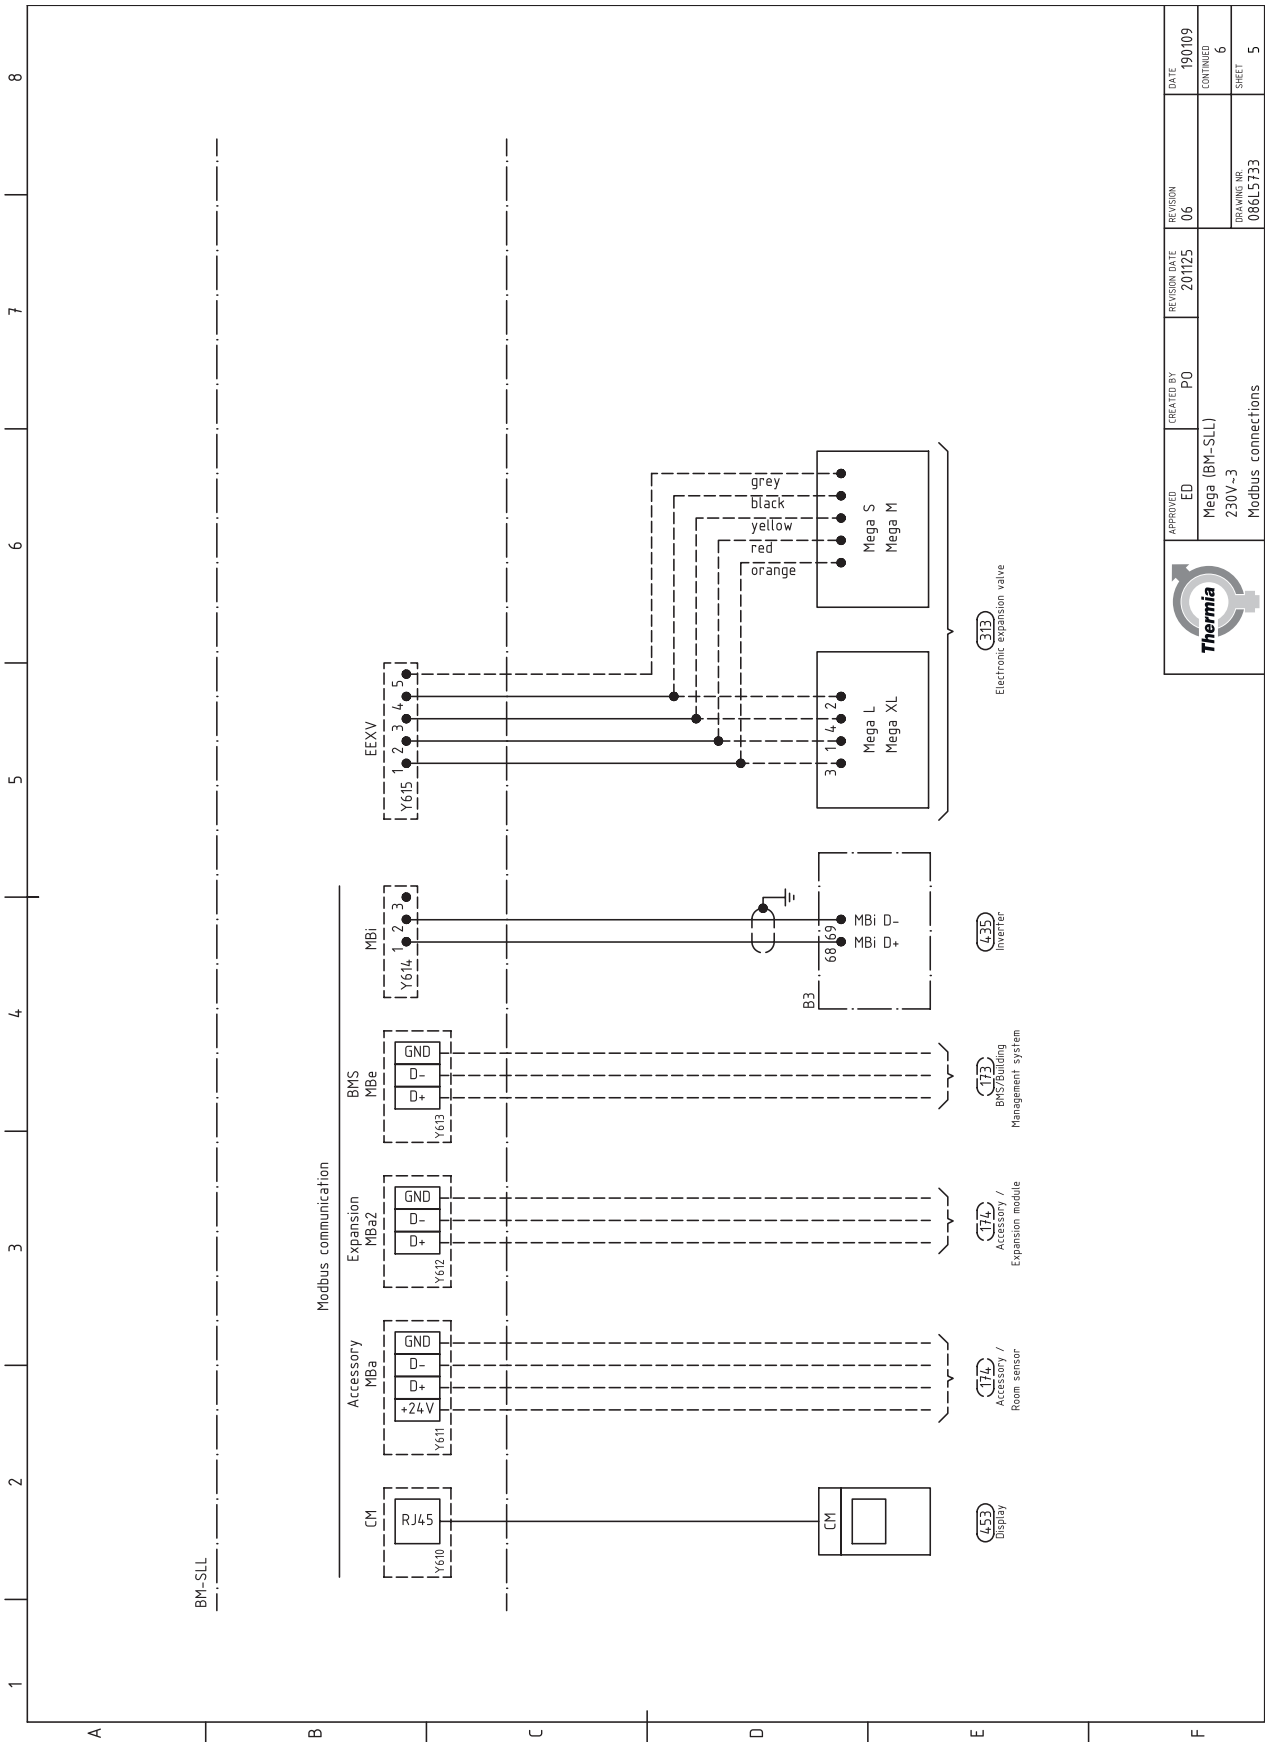 1
2
3
4
5
6
7
8
A
B
C
D
E
F
BM-SLL
Modbus communication
CM
RJ45
Y610
CM
453
Display
Accessory
MBa
+24V
D+
D-
GND
Y611
174
Accessory /
Room sensor
Expansion
MBa2
D+
D-
GND
Y612
174
Accessory /
Expansion module
BMS
MBe
D+
D-
GND
Y613
173
BMS/Building
Management system
MBi
Y614
1 2 3
B3
68 69
MBi D-
MBi D+
435
Inverter
EEXV
Y615
1 2 3 4 5
3 1 4 2
Mega L
Mega XL
grey
black
yellow
red
orange
Mega S
Mega M
313
Electronic expansion valve
Thermia
APPROVED
ED
CREATED BY
PO
REVISION DATE
201125
REVISION
06
DATE
190109
Mega (BM-SLL)
230V~3
Modbus connections
CONTINUED
6
DRAWING NR.
086L5733
SHEET
5